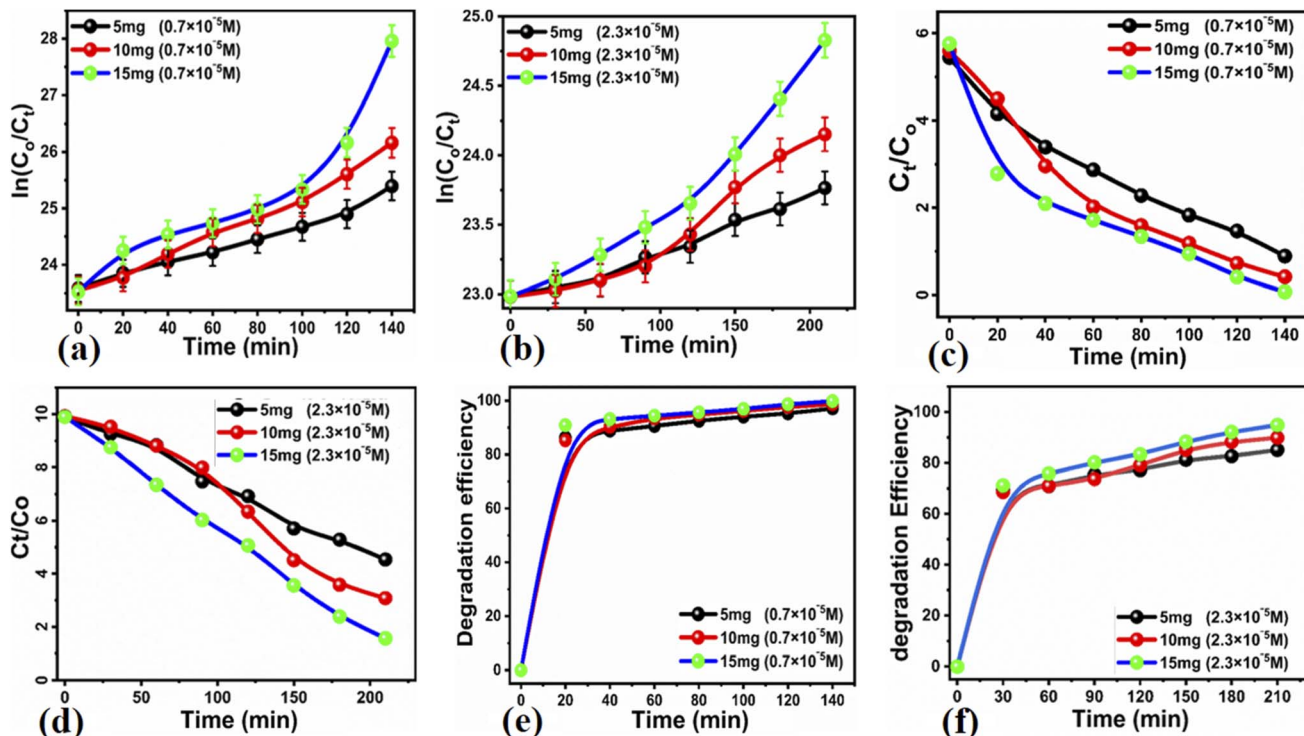 28
27
26
25
24
ln(Cₒ/Cₜ)
5mg (0.7×10⁻⁵M)
10mg (0.7×10⁻⁵M)
15mg (0.7×10⁻⁵M)
0 20 40 60 80 100 120 140
Time (min)
(a)
25.0
24.5
24.0
23.5
23.0
ln(Cₒ/Cₜ)
5mg (2.3×10⁻⁵M)
10mg (2.3×10⁻⁵M)
15mg (2.3×10⁻⁵M)
0 50 100 150 200
Time (min)
(b)
6
4
2
0
Cₜ/Cₒ
5mg (0.7×10⁻⁵M)
10mg (0.7×10⁻⁵M)
15mg (0.7×10⁻⁵M)
0 20 40 60 80 100 120 140
Time (min)
(c)
10
8
6
4
2
0
Ct/Co
5mg (2.3×10⁻⁵M)
10mg (2.3×10⁻⁵M)
15mg (2.3×10⁻⁵M)
0 50 100 150 200
Time (min)
(d)
100
80
60
40
20
0
Degradation efficiency
5mg (0.7×10⁻⁵M)
10mg (0.7×10⁻⁵M)
15mg (0.7×10⁻⁵M)
0 20 40 60 80 100 120 140
Time (min)
(e)
100
80
60
40
20
0
degradation Efficiency
5mg (2.3×10⁻⁵M)
10mg (2.3×10⁻⁵M)
15mg (2.3×10⁻⁵M)
0 30 60 90 120 150 180 210
Time (min)
(f)